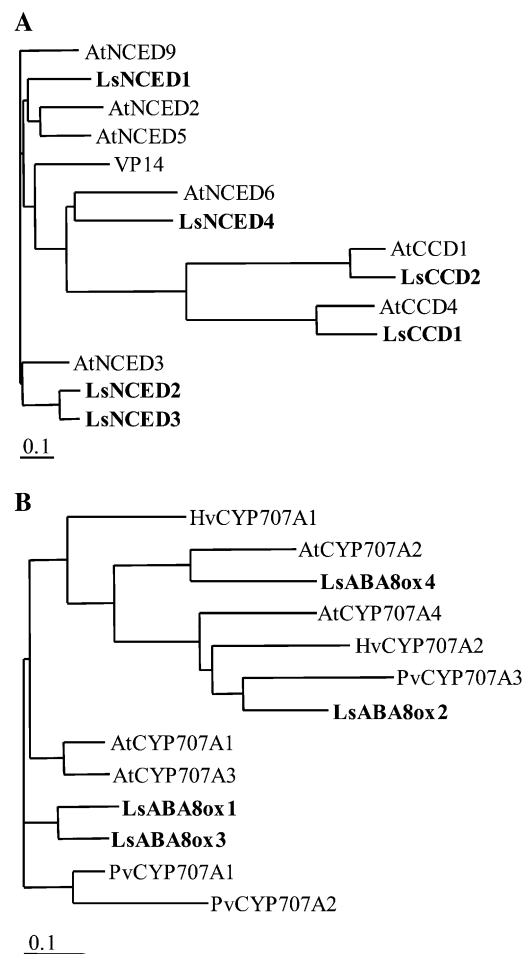 A
AtNCED9
LsNCED1
AtNCED2
AtNCED5
VP14
AtNCED6
LsNCED4
AtCCD1
LsCCD2
AtCCD4
LsCCD1
AtNCED3
LsNCED2
LsNCED3
0.1
B
HvCYP707A1
AtCYP707A2
LsABA8ox4
AtCYP707A4
HvCYP707A2
PvCYP707A3
LsABA8ox2
AtCYP707A1
AtCYP707A3
LsABA8ox1
LsABA8ox3
PvCYP707A1
PvCYP707A2
0.1